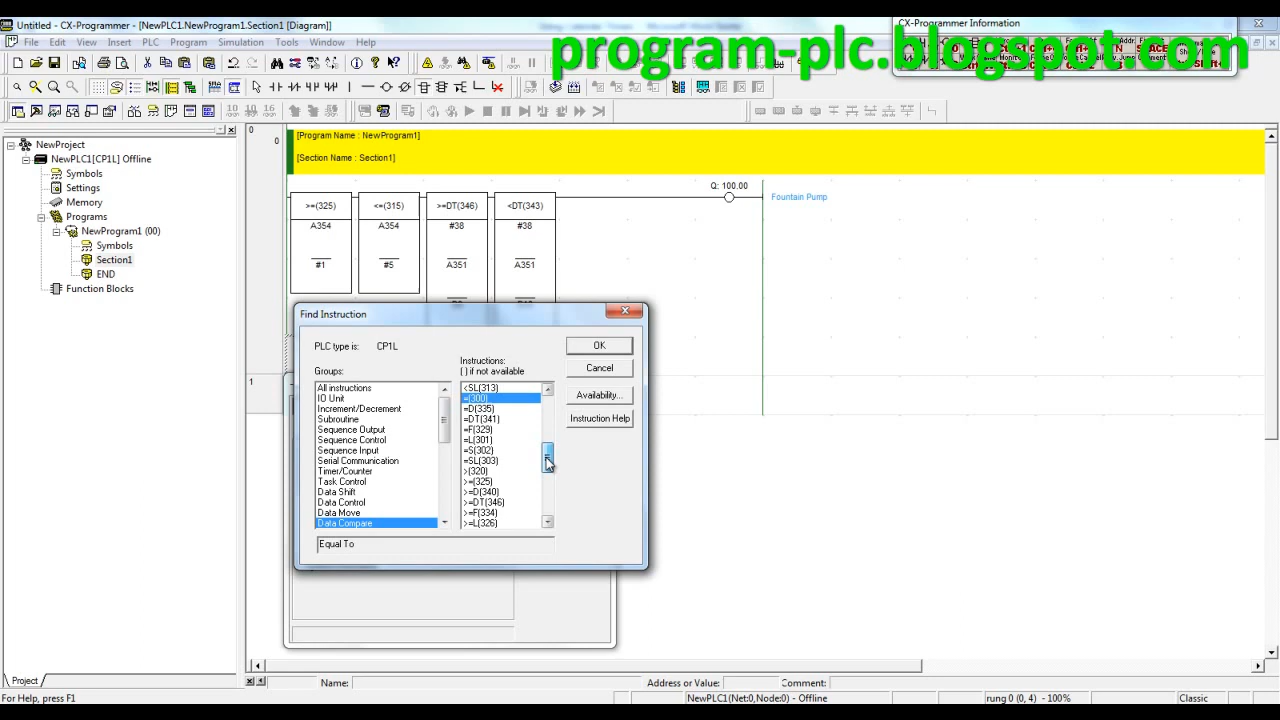 Untitled - CX-Programmer - [NewPLC1.NewProgram1.Section1 [Diagram]]
CX-Programmer Information
File Edit View Insert PLC Program Simulation Tools Window Help
program-plc.blogspot.com
NewProject
NewPLC1[CP1L] Offline
Symbols
Settings
Memory
Programs
NewProgram1 (00)
Symbols
Section1
END
Function Blocks
0
0
[Program Name : NewProgram1]
[Section Name : Section1]
Q: 100.00
Fountain Pump
>=(325) <=(315) >=DT(346) <DT(343)
A354 A354 #38 #38
#1 #5 A351 A351
1
Find Instruction
PLC type is: CP1L
Groups:
All instructions
IO Unit
Increment/Decrement
Subroutine
Sequence Output
Sequence Control
Sequence Input
Serial Communication
Timer/Counter
Task Control
Data Shift
Data Control
Data Move
Data Compare
Instructions:
( ) if not available
<SL(313)
=(300)
=D(335)
=DT(341)
=F(329)
=L(301)
=S(302)
=SL(303)
>(320)
>=(325)
>=D(340)
>=DT(346)
>=F(334)
>=L(326)
OK
Cancel
Availability...
Instruction Help
Equal To
Project
Name:
Address or Value:
Comment:
For Help, press F1
NewPLC1(Net:0,Node:0) - Offline
rung 0 (0, 4) - 100%
Classic